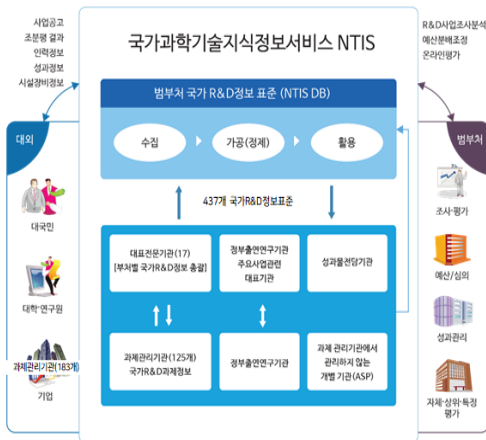 사업공고
조분평 결과
인력정보
성과정보
시설장비정보
국가과학기술지식정보서비스 NTIS
R&D사업조사분석
예산분배조정
온라인평가
범부처 국가 R&D정보 표준 (NTIS DB)
수집
가공(정제)
활용
대외
범부처
437개 국가R&D정보표준
대국민
대학·연구원
과제관리기관(183개)
기업
대표전문기관(17)
[부처별 국가R&D정보 총괄]
정부출연연구기관
주요사업관련
대표기관
성과물전담기관
과제관리기관(125개)
국가R&D과제정보
정부출연연구기관
과제 관리기관에서
관리하지 않는
개별 기관(ASP)
조사·평가
예산/심의
성과관리
자체·상위·특정
평가